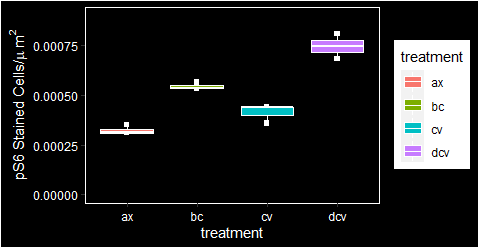 pS6 Stained Cells/μm²
0.00075
0.00050
0.00025
0.00000
ax bc cv dcv
treatment
treatment
ax
bc
cv
dcv